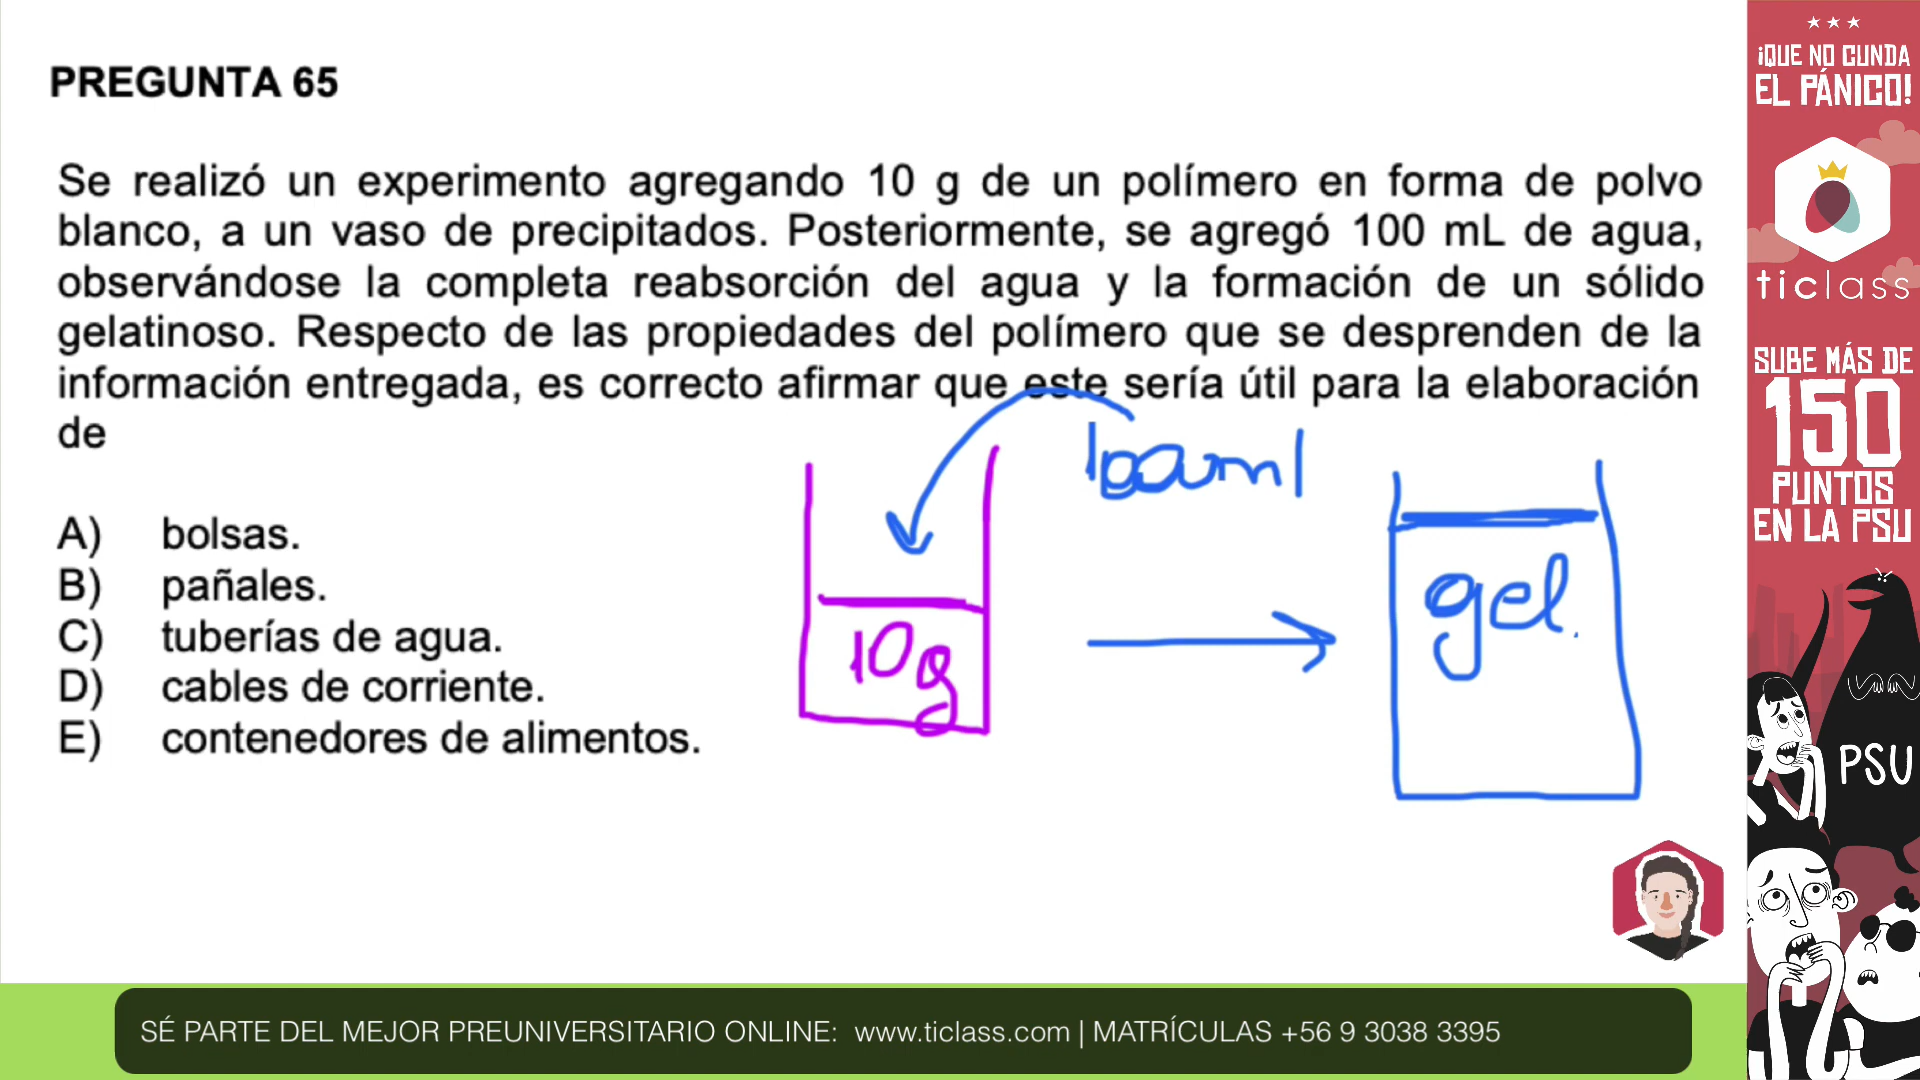 PREGUNTA 65
Se realizó un experimento agregando 10 g de un polímero en forma de polvo
blanco, a un vaso de precipitados. Posteriormente, se agregó 100 mL de agua,
observándose la completa reabsorción del agua y la formación de un sólido
gelatinoso. Respecto de las propiedades del polímero que se desprenden de la
información entregada, es correcto afirmar que este sería útil para la elaboración
de
A) bolsas.
B) pañales.
C) tuberías de agua.
D) cables de corriente.
E) contenedores de alimentos.
100ml
10g
gel.
SÉ PARTE DEL MEJOR PREUNIVERSITARIO ONLINE: www.ticlass.com | MATRÍCULAS +56 9 3038 3395
¡QUE NO CUNDA
EL PÁNICO!
ticlass
SUBE MÁS DE
150
PUNTOS
EN LA PSU
PSU